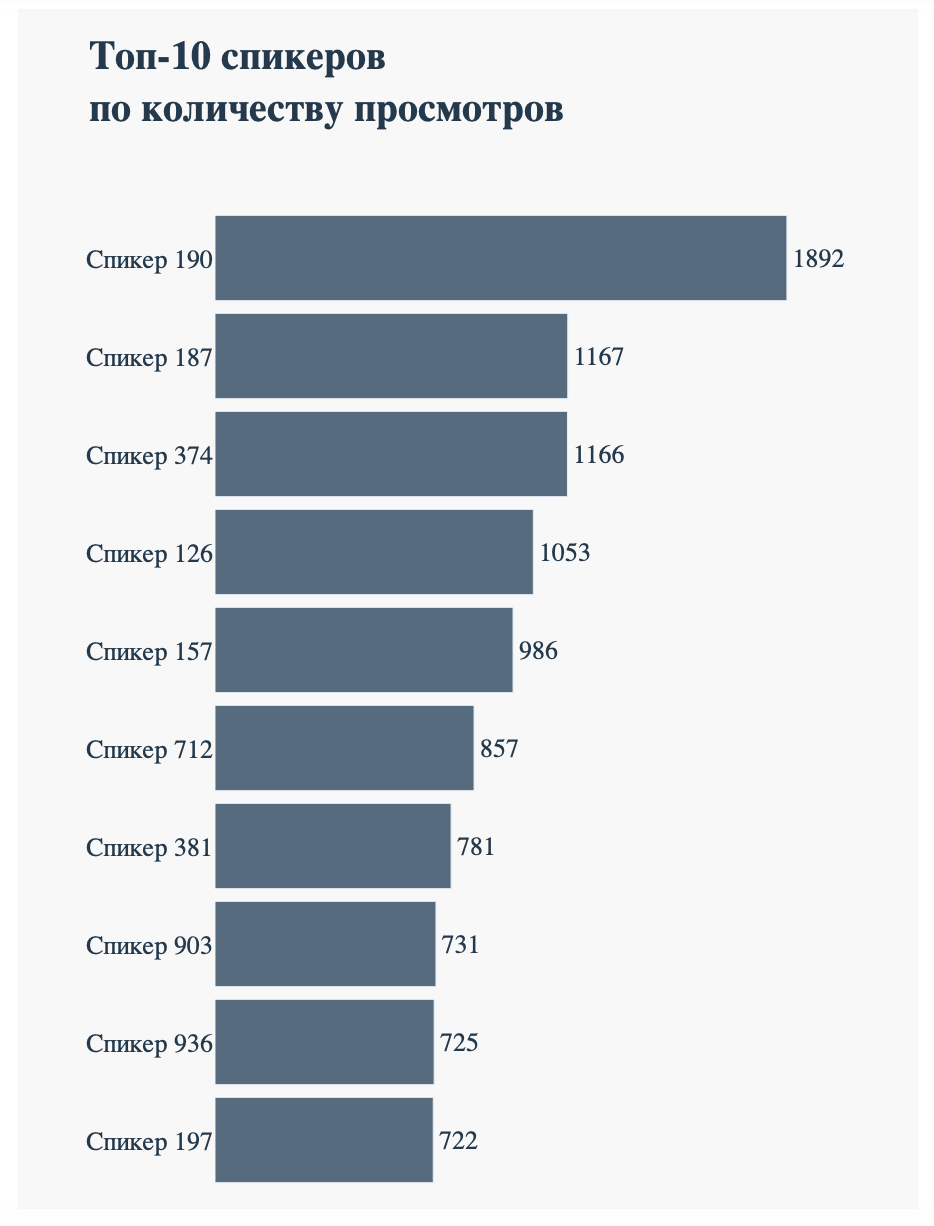 Топ-10 спикеров
по количеству просмотров
Спикер 190 1892
Спикер 187 1167
Спикер 374 1166
Спикер 126 1053
Спикер 157 986
Спикер 712 857
Спикер 381 781
Спикер 903 731
Спикер 936 725
Спикер 197 722